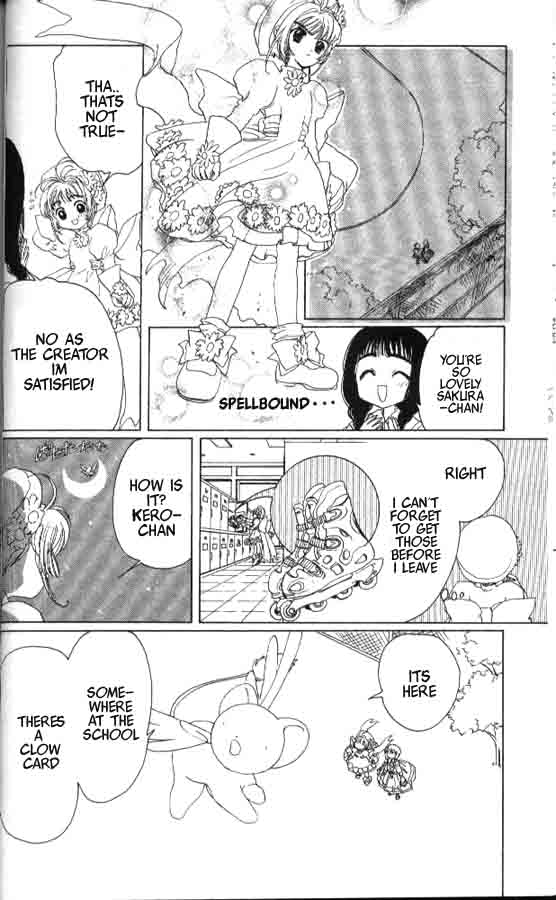 YOU'RE
SO
LOVELY
SAKURA
-CHAN!
SPELLBOUND・・・
THA..
THATS
NOT
TRUE-
NO AS
THE CREATOR
IM
SATISFIED!
RIGHT
I CAN'T
FORGET
TO GET
THOSE
BEFORE
I LEAVE
HOW IS
IT?
KERO-
CHAN
ITS
HERE
SOME-
WHERE
AT THE
SCHOOL
THERES
A
CLOW
CARD